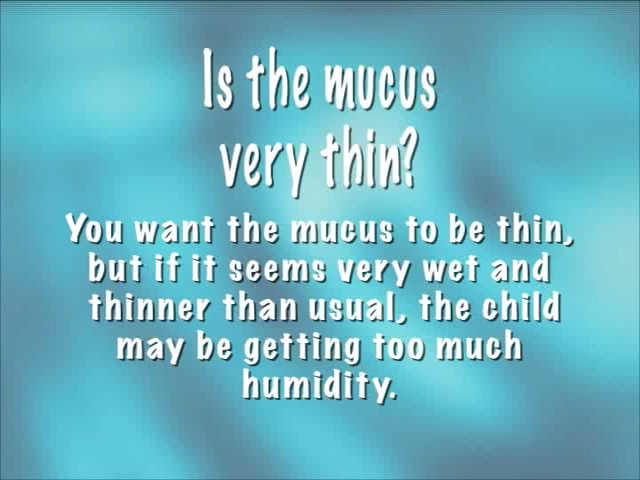 Is the mucus
very thin?
You want the mucus to be thin,
but if it seems very wet and
thinner than usual, the child
may be getting too much
humidity.